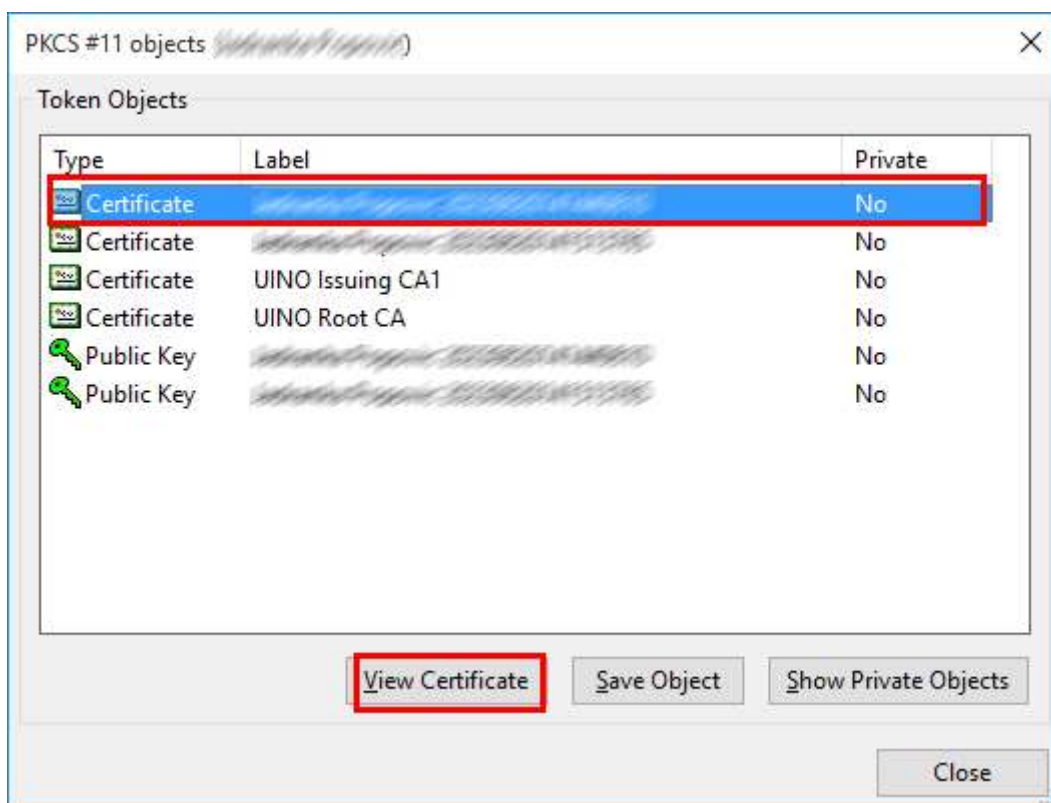 PKCS #11 objects )
Token Objects
Type Label Private
Certificate No
Certificate No
Certificate UINO Issuing CA1 No
Certificate UINO Root CA No
Public Key No
Public Key No
View Certificate Save Object Show Private Objects
Close